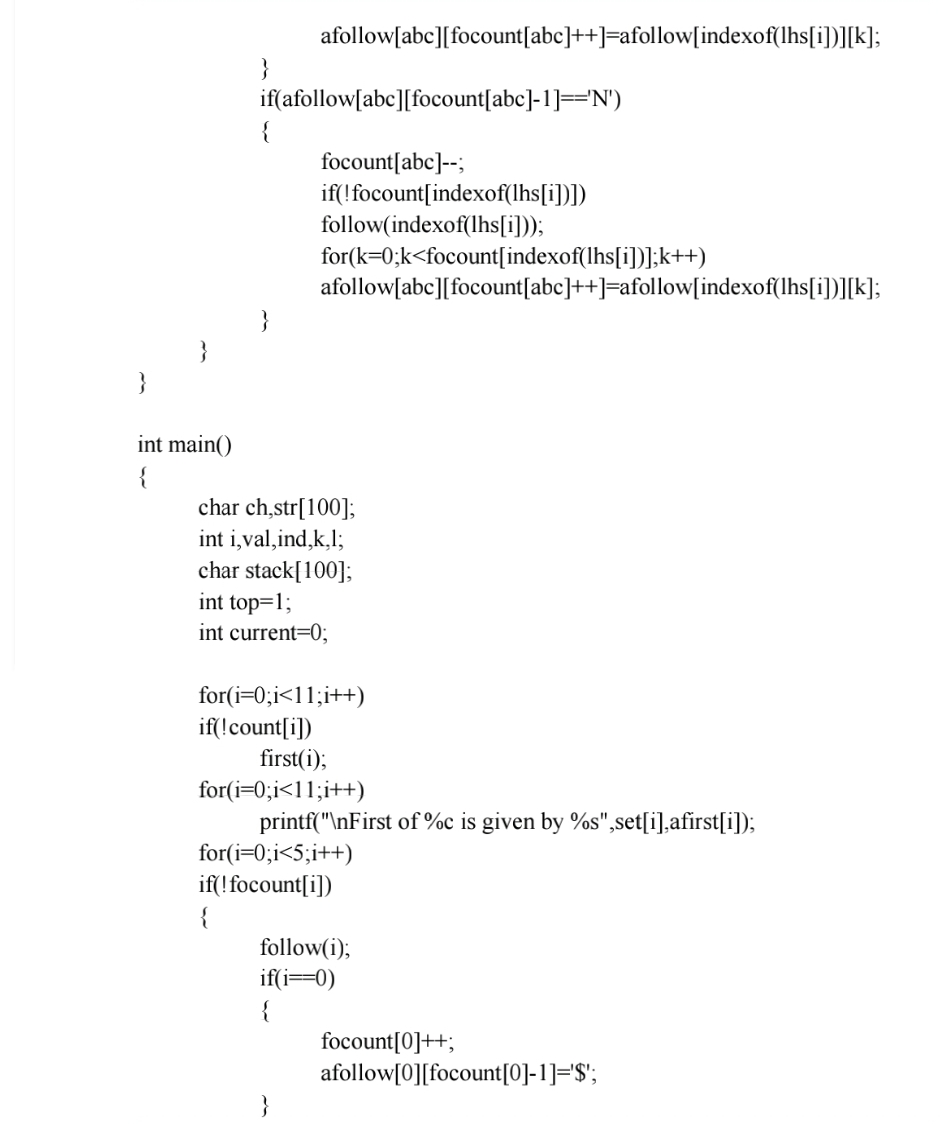 afollow[abc][focount[abc]++]=afollow[indexof(lhs[i])][k];
}
if(afollow[abc][focount[abc]-1]=='N')
{
focount[abc]--;
if(!focount[indexof(lhs[i])])
follow(indexof(lhs[i]));
for(k=0;k<focount[indexof(lhs[i])];k++)
afollow[abc][focount[abc]++]=afollow[indexof(lhs[i])][k];
}
}
}
int main()
{
char ch,str[100];
int i,val,ind,k,l;
char stack[100];
int top=1;
int current=0;
for(i=0;i<11;i++)
if(!count[i])
first(i);
for(i=0;i<11;i++)
printf("\nFirst of %c is given by %s",set[i],afirst[i]);
for(i=0;i<5;i++)
if(!focount[i])
{
follow(i);
if(i==0)
{
focount[0]++;
afollow[0][focount[0]-1]='$';
}